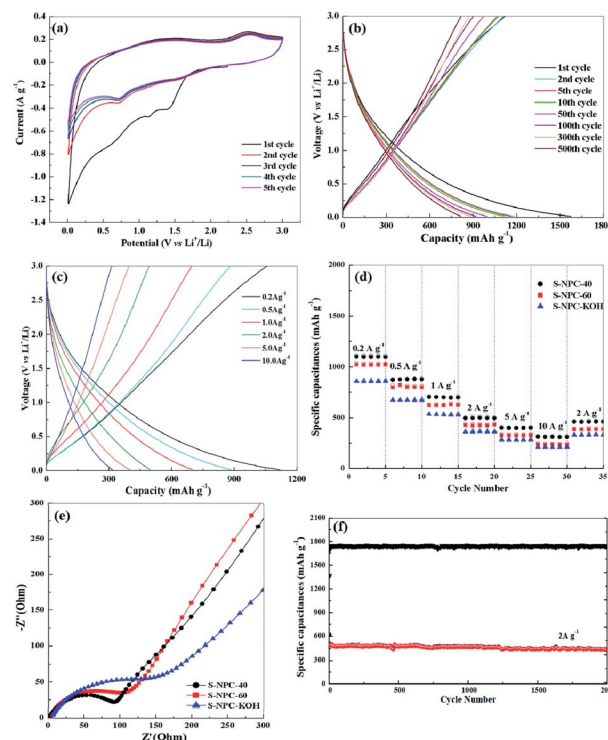 (a)
0.4
0.2
0.0
-0.2
-0.4
-0.6
-0.8
-1.0
-1.2
-1.4
Current (A g⁻¹)
1st cycle
2nd cycle
3rd cycle
4th cycle
5th cycle
0.0 0.5 1.0 1.5 2.0 2.5 3.0
Potential (V vs Li⁺/Li)
(b)
3.0
2.5
2.0
1.5
1.0
0.5
0.0
Voltage (V vs Li⁺/Li)
1st cycle
2nd cycle
5th cycle
10th cycle
50th cycle
100th cycle
300th cycle
500th cycle
0 300 600 900 1200 1500 180
Capacity (mAh g⁻¹)
(c)
3.0
2.0
1.0
0.0
Voltage (V vs Li⁺/Li)
0.2Ag⁻¹
0.5Ag⁻¹
1.0Ag⁻¹
2.0Ag⁻¹
5.0Ag⁻¹
10.0Ag⁻¹
0 300 600 900 1200
Capacity (mAh g⁻¹)
(d)
2000
1500
1000
500
0
Specific capacitances (mAh g⁻¹)
S-NPC-40
S-NPC-60
S-NPC-KOH
0.2 A g⁻¹
0.5 A g⁻¹
1 A g⁻¹
2 A g⁻¹
5 A g⁻¹
10 A g⁻¹
2 A g⁻¹
0 5 10 15 20 25 30 35
Cycle Number
(e)
300
250
200
150
100
50
0
-Z''(Ohm)
S-NPC-40
S-NPC-60
S-NPC-KOH
0 50 100 150 200 250 300
Z'(Ohm)
(f)
2100
1800
1500
1200
900
600
300
0
Specific capacitances (mAh g⁻¹)
2A g⁻¹
0 500 1000 1500 200
Cycle Number